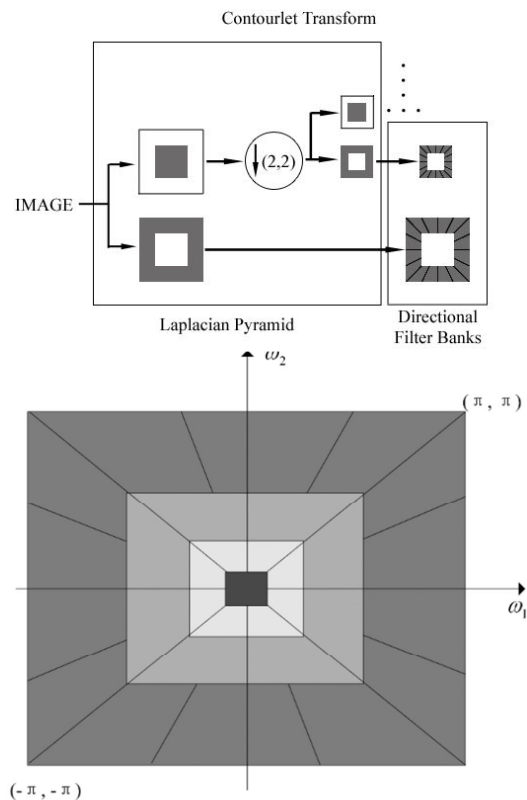 Contourlet Transform
(2,2)
IMAGE
Laplacian Pyramid
Directional
Filter Banks
ω₂
(π, π)
ω₁
(-π, -π)